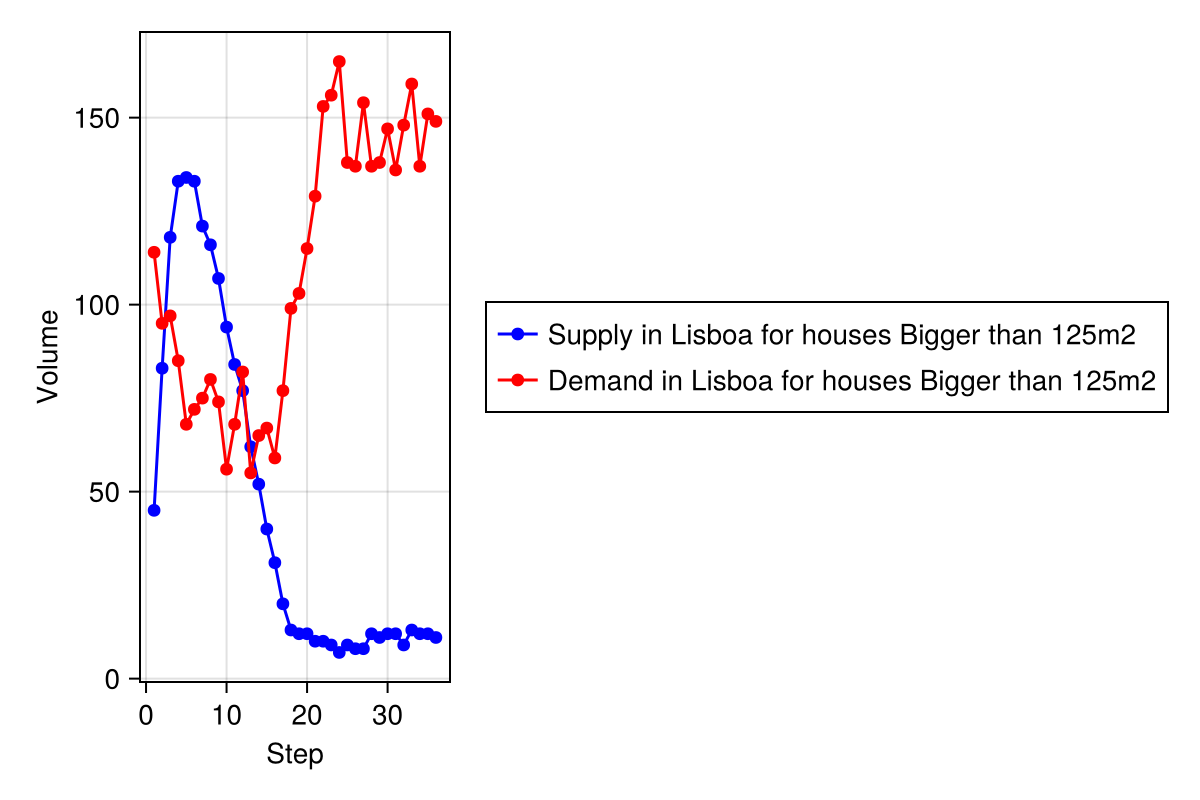 150
100
50
0
Volume
0 10 20 30
Step
Supply in Lisboa for houses Bigger than 125m2
Demand in Lisboa for houses Bigger than 125m2